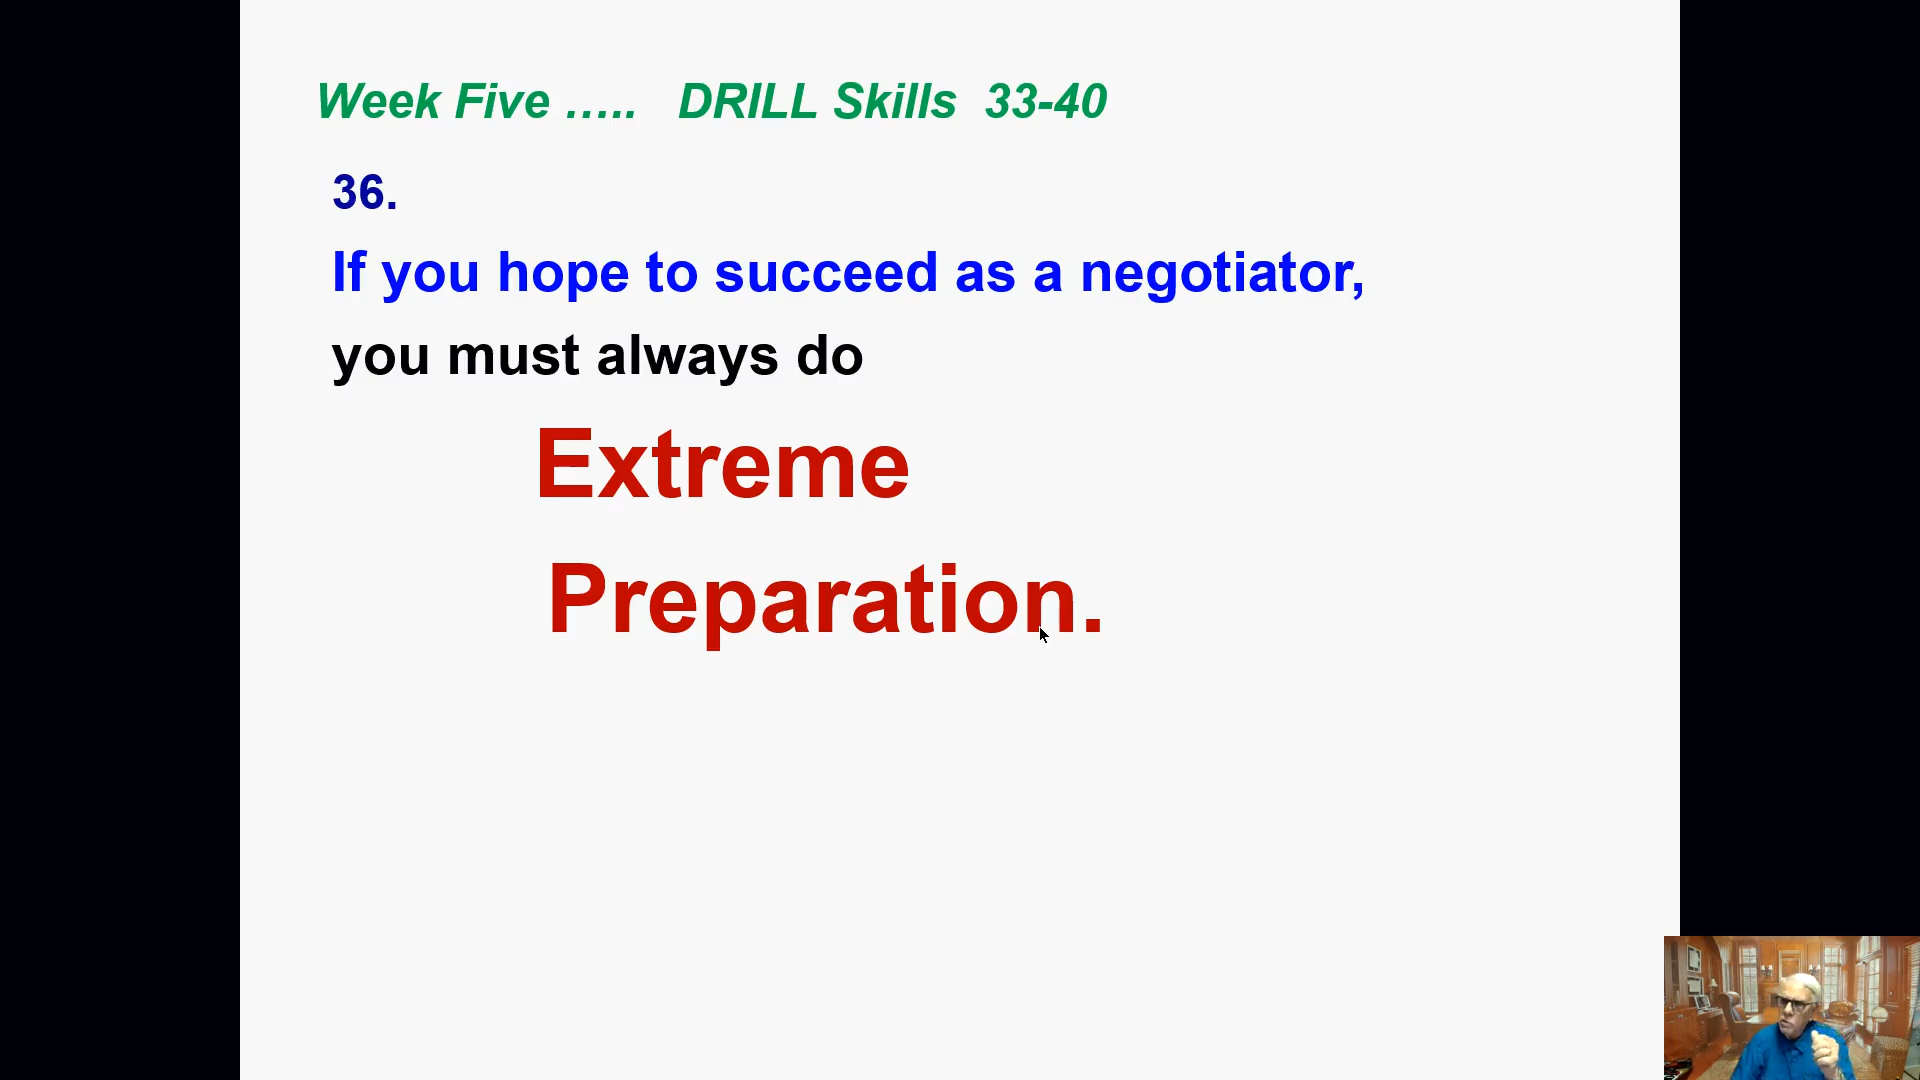 Week Five ..... DRILL Skills 33-40
36.
If you hope to succeed as a negotiator,
you must always do
Extreme
Preparation.